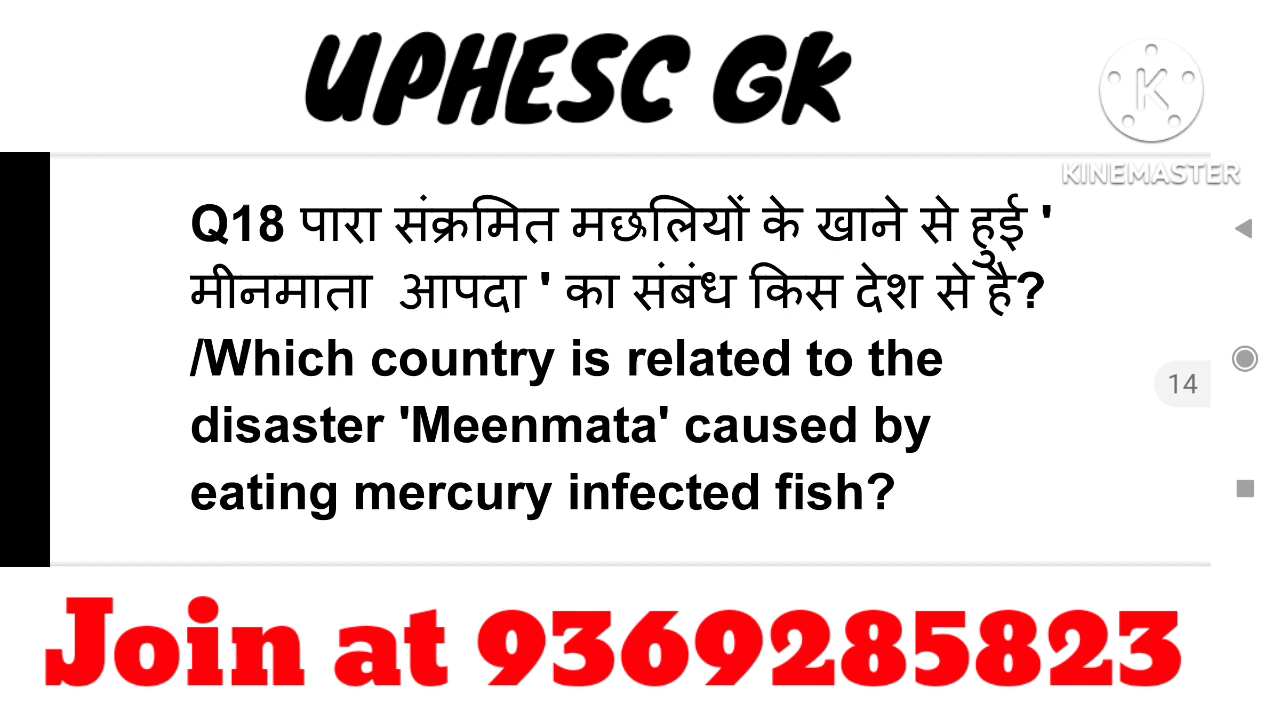 UPHESC GK
KINEMASTER
Q18 पारा संक्रमित मछलियों के खाने से हुई '
मीनमाता आपदा ' का संबंध किस देश से है?
/Which country is related to the
disaster 'Meenmata' caused by
eating mercury infected fish?
14
Join at 9369285823